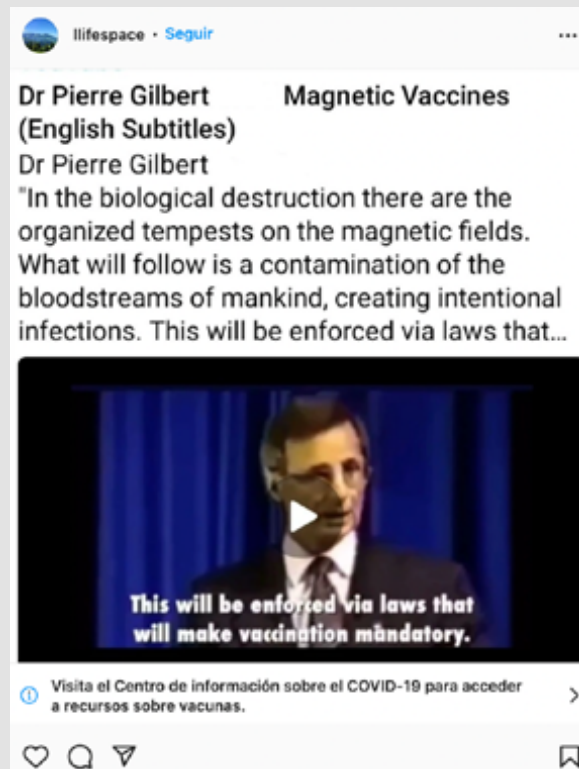 llifespace • Seguir
Dr Pierre Gilbert Magnetic Vaccines
(English Subtitles)
Dr Pierre Gilbert
"In the biological destruction there are the
organized tempests on the magnetic fields.
What will follow is a contamination of the
bloodstreams of mankind, creating intentional
infections. This will be enforced via laws that...
This will be enforced via laws that
will make vaccination mandatory.
Visita el Centro de información sobre el COVID-19 para acceder
a recursos sobre vacunas.